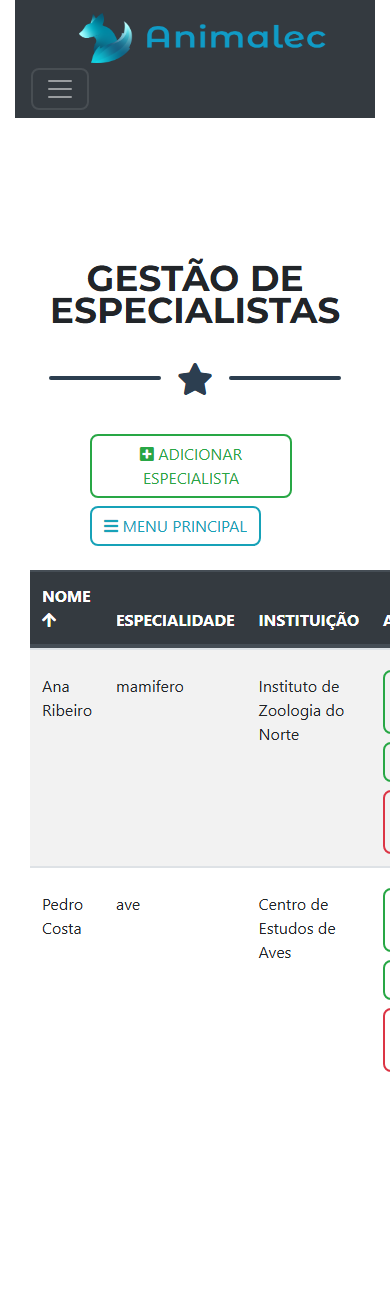 Animalec
GESTÃO DE
ESPECIALISTAS
ADICIONAR
ESPECIALISTA
MENU PRINCIPAL
NOME
ESPECIALIDADE
INSTITUIÇÃO
Ana
Ribeiro
mamifero
Instituto de
Zoologia do
Norte
Pedro
Costa
ave
Centro de
Estudos de
Aves